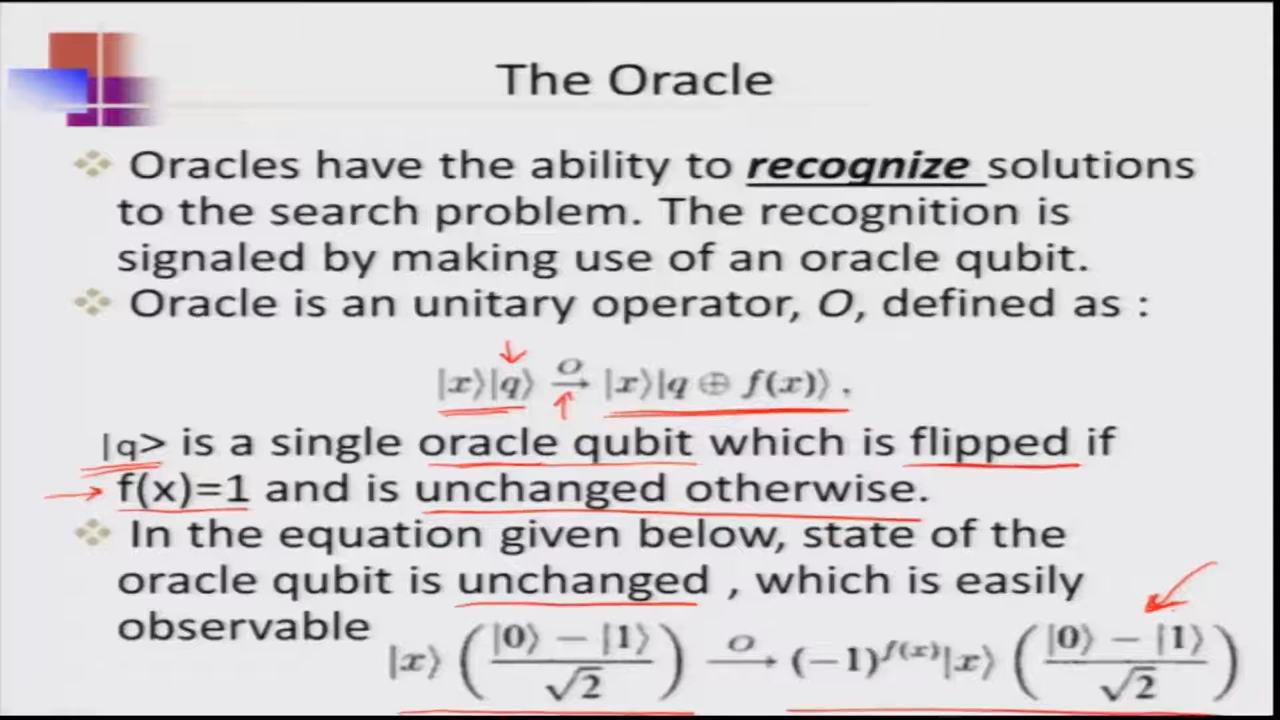 The Oracle
Oracles have the ability to recognize solutions
to the search problem. The recognition is
signaled by making use of an oracle qubit.
Oracle is an unitary operator, O, defined as :
|x⟩|q⟩ →^O |x⟩|q ⊕ f(x)⟩ .
|q> is a single oracle qubit which is flipped if
f(x)=1 and is unchanged otherwise.
In the equation given below, state of the
oracle qubit is unchanged , which is easily
observable
|x⟩ ( (|0⟩ − |1⟩) / √2 ) →^O (−1)^f(x) |x⟩ ( (|0⟩ − |1⟩) / √2 )